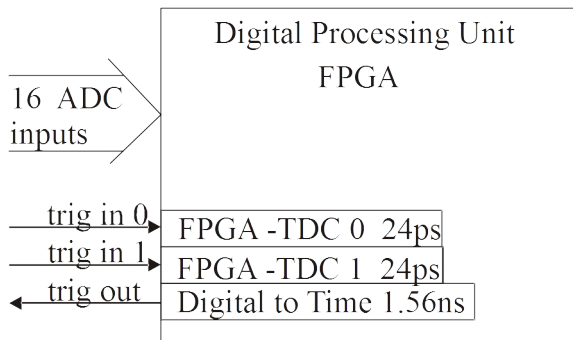 Digital Processing Unit
FPGA
16 ADC
inputs
trig in 0
FPGA -TDC 0 24ps
trig in 1
FPGA -TDC 1 24ps
trig out
Digital to Time 1.56ns